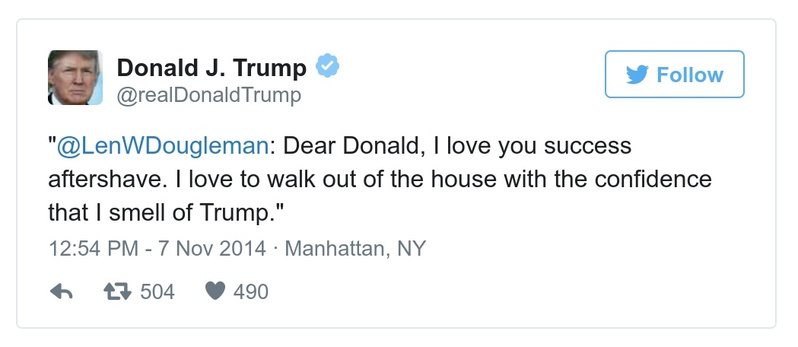 Donald J. Trump
@realDonaldTrump
Follow
"@LenWDougleman: Dear Donald, I love you success
aftershave. I love to walk out of the house with the confidence
that I smell of Trump."
12:54 PM - 7 Nov 2014 · Manhattan, NY
504 490